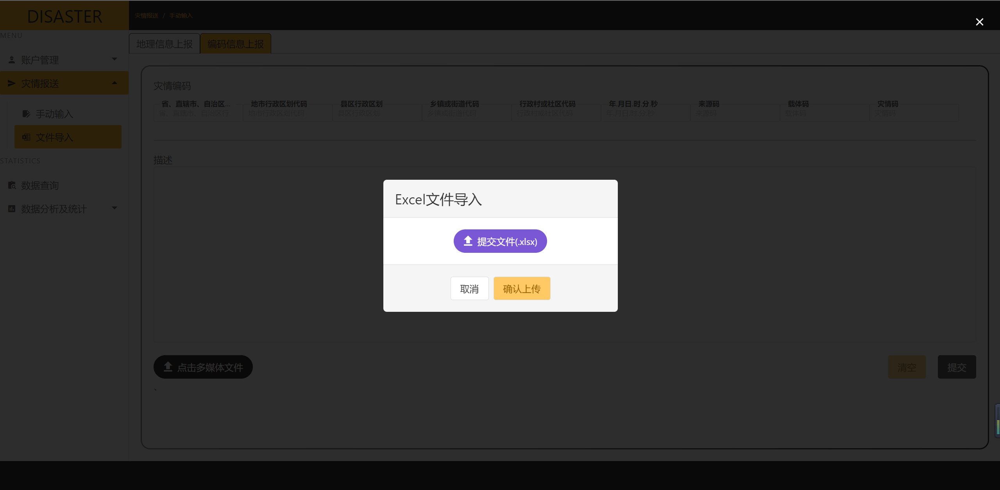 DISASTER
灾情报送 / 手动输入
MENU
地理信息上报
编码信息上报
账户管理
灾情报送
手动输入
文件导入
STATISTICS
数据查询
数据分析及统计
灾情编码
省、直辖市、自治区...
地市行政区划代码
县区行政区划
乡镇或街道代码
行政村或社区代码
年.月日.时.分.秒
来源码
载体码
灾情码
省、直辖市、自治区行
地市行政区划代码
县区行政区划
乡镇或街道代码
行政村或社区代码
年.月日.时.分.秒
来源码
载体码
灾情码
描述
Excel文件导入
提交文件(.xlsx)
取消
确认上传
点击多媒体文件
清空
提交
、